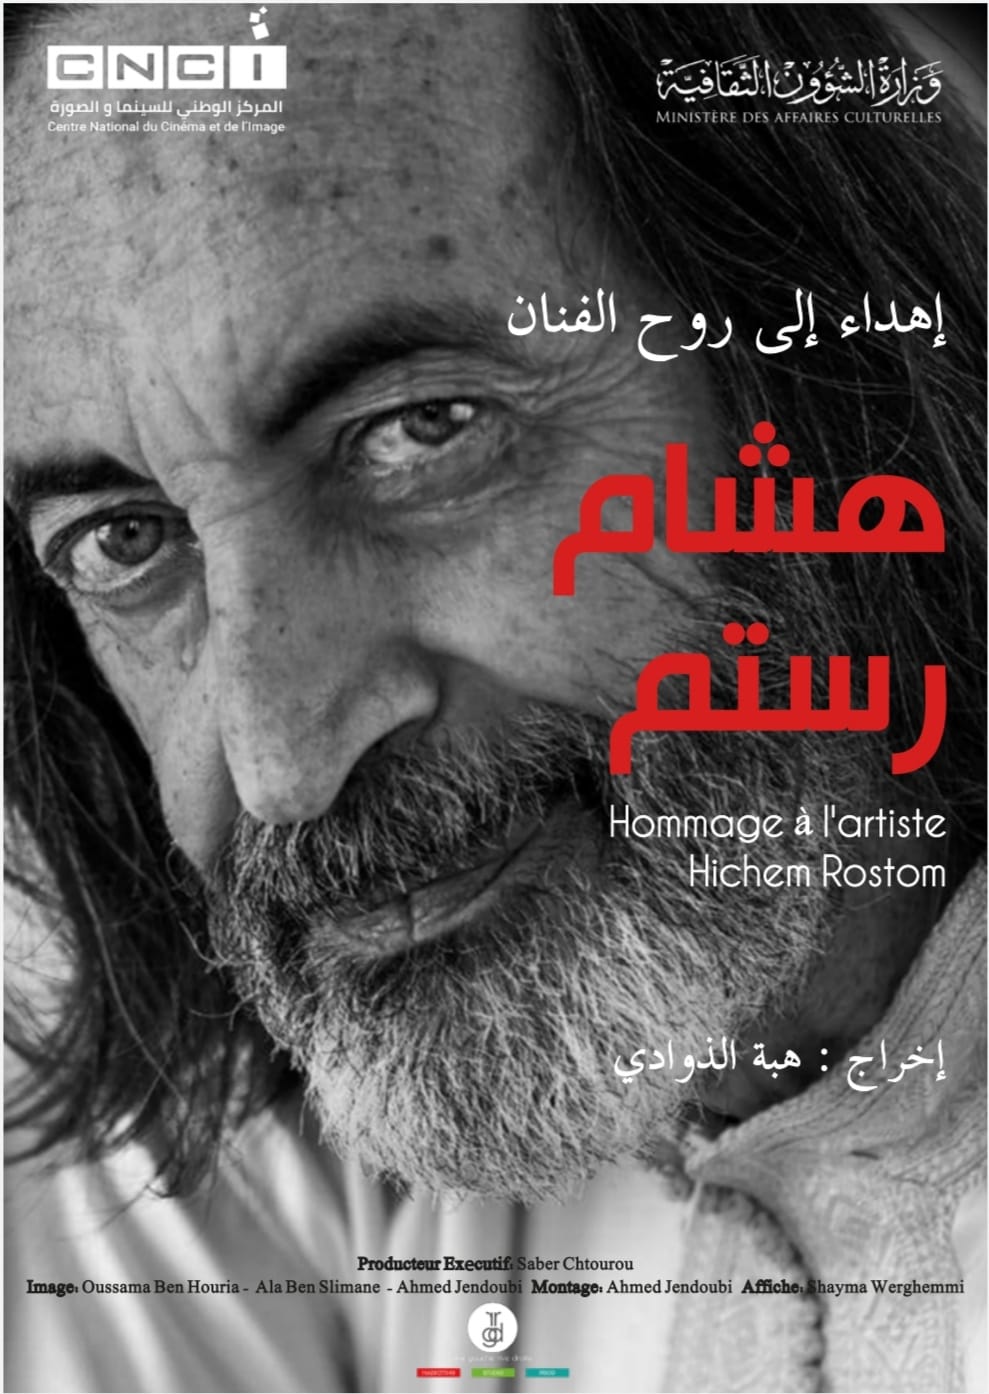 CNCI
المركز الوطني للسينما و الصورة
Centre National du Cinéma et de l'Image
وزارة الشؤون الثقافية
MINISTÈRE DES AFFAIRES CULTURELLES
إهداء إلى روح الفنان
هشام
رستم
Hommage à l'artiste
Hichem Rostom
إخراج : هبة الذوادي
Producteur Executif: Saber Chtourou
Image: Oussama Ben Houria - Ala Ben Slimane - Ahmed Jendoubi Montage: Ahmed Jendoubi Affiche: Shayma Werghemmi